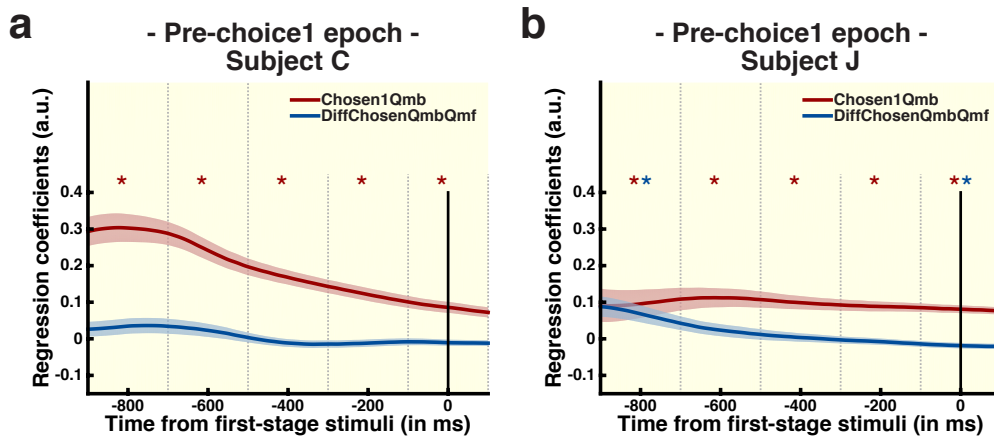 a
- Pre-choice1 epoch -
Subject C
Chosen1Qmb
DiffChosenQmbQmf
* * * * *
0.4
0.3
0.2
0.1
0
-0.1
Regression coefficients (a.u.)
-800 -600 -400 -200 0
Time from first-stage stimuli (in ms)
b
- Pre-choice1 epoch -
Subject J
Chosen1Qmb
DiffChosenQmbQmf
** * * * **
0.4
0.3
0.2
0.1
0
-0.1
Regression coefficients (a.u.)
-800 -600 -400 -200 0
Time from first-stage stimuli (in ms)